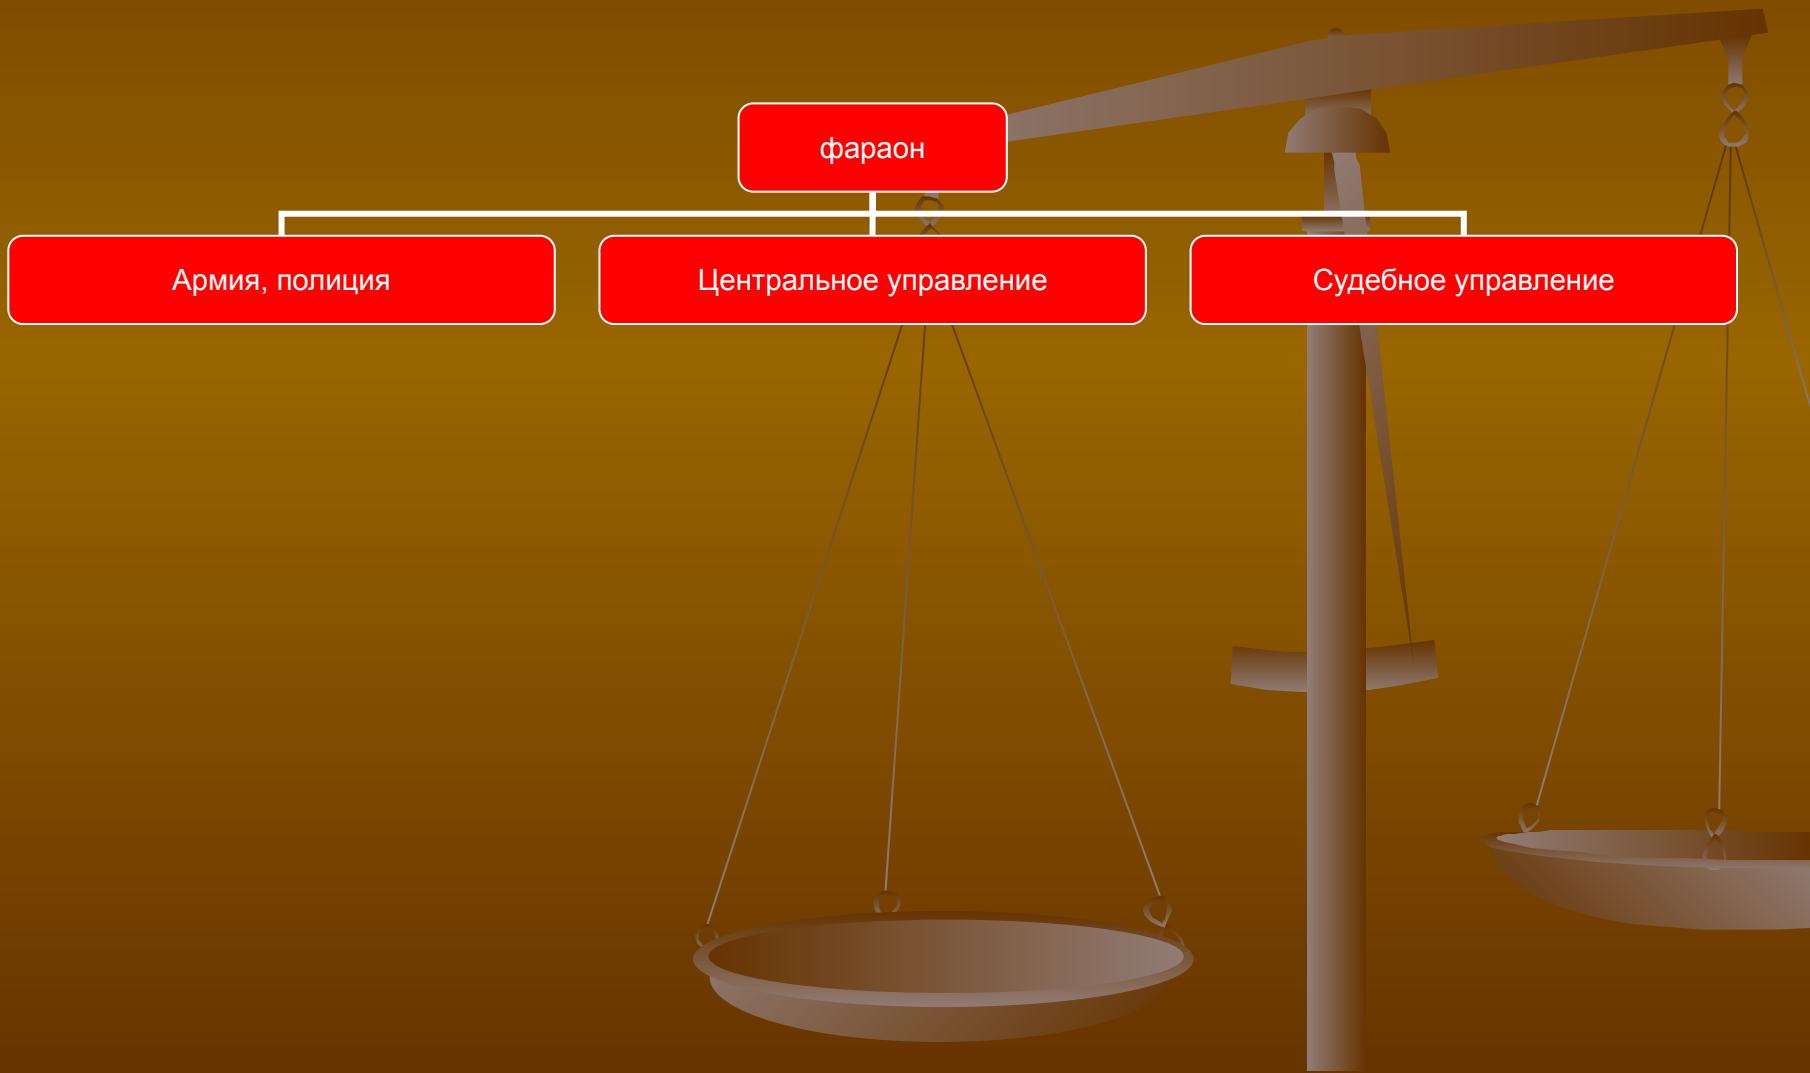 фараон
Армия, полиция
Центральное управление
Судебное управление